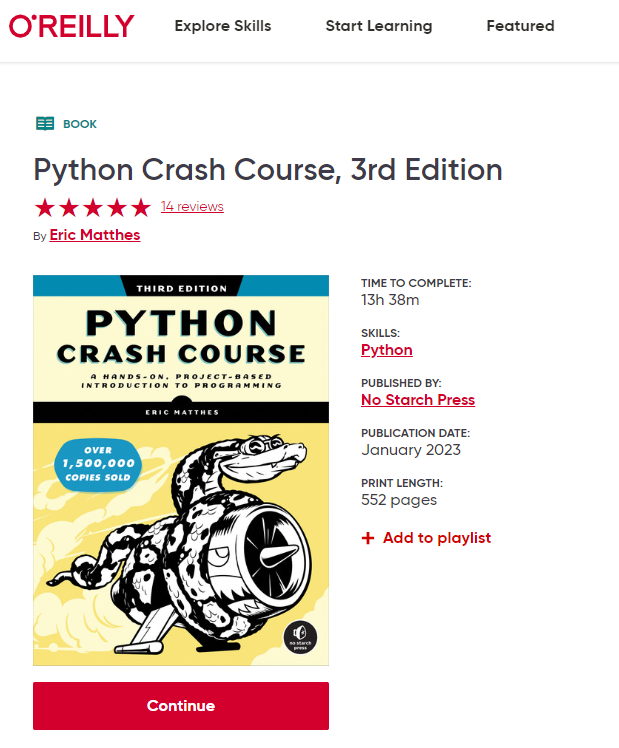 O'REILLY
Explore Skills Start Learning Featured
BOOK
Python Crash Course, 3rd Edition
14 reviews
By Eric Matthes
THIRD EDITION
PYTHON
CRASH COURSE
A HANDS-ON, PROJECT-BASED
INTRODUCTION TO PROGRAMMING
ERIC MATTHES
OVER
1,500,000
COPIES SOLD
no starch
press
Continue
TIME TO COMPLETE:
13h 38m
SKILLS:
Python
PUBLISHED BY:
No Starch Press
PUBLICATION DATE:
January 2023
PRINT LENGTH:
552 pages
+ Add to playlist